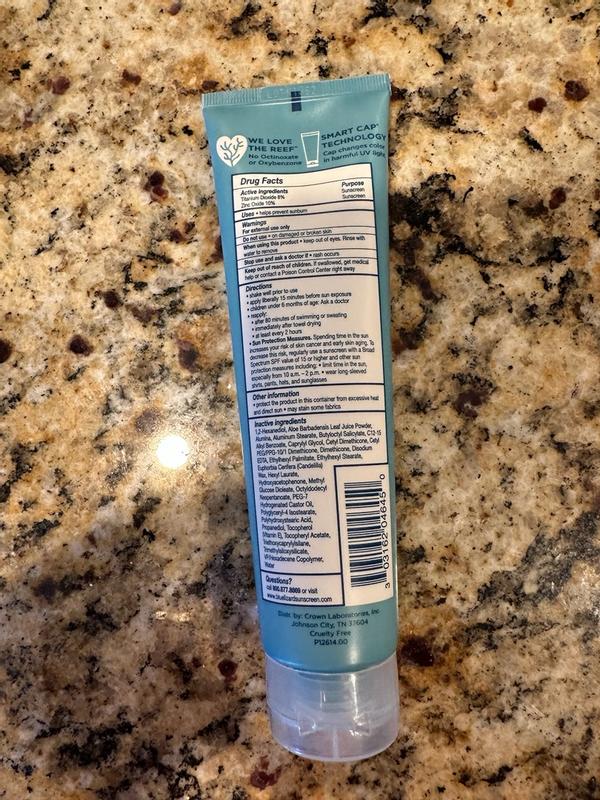 WE LOVE
THE REEF™
No Octinoxate
or Oxybenzone
SMART CAP™
TECHNOLOGY
Cap changes color
in harmful UV light
Drug Facts
Active ingredients Purpose
Titanium Dioxide 8% Sunscreen
Zinc Oxide 10% Sunscreen
Uses • helps prevent sunburn
Warnings
For external use only
Do not use • on damaged or broken skin
When using this product • keep out of eyes. Rinse with
water to remove
Stop use and ask a doctor if • rash occurs
Keep out of reach of children. If swallowed, get medical
help or contact a Poison Control Center right away
Directions
• shake well prior to use
• apply liberally 15 minutes before sun exposure
• children under 6 months of age: Ask a doctor
• reapply:
• after 80 minutes of swimming or sweating
• immediately after towel drying
• at least every 2 hours
• Sun Protection Measures. Spending time in the sun
increases your risk of skin cancer and early skin aging. To
decrease this risk, regularly use a sunscreen with a Broad
Spectrum SPF value of 15 or higher and other sun
protection measures including: • limit time in the sun,
especially from 10 a.m. – 2 p.m. • wear long-sleeved
shirts, pants, hats, and sunglasses
Other information
• protect the product in this container from excessive heat
and direct sun • may stain some fabrics
Inactive ingredients
1,2-Hexanediol, Aloe Barbadensis Leaf Juice Powder,
Alumina, Aluminum Stearate, Butyloctyl Salicylate, C12-15
Alkyl Benzoate, Caprylyl Glycol, Cetyl Dimethicone, Cetyl
PEG/PPG-10/1 Dimethicone, Dimethicone, Disodium
EDTA, Ethylhexyl Palmitate, Ethylhexyl Stearate,
Euphorbia Cerifera (Candelilla)
Wax, Hexyl Laurate,
Hydroxyacetophenone, Methyl
Glucose Dioleate, Octyldodecyl
Neopentanoate, PEG-7
Hydrogenated Castor Oil,
Polyglyceryl-4 Isostearate,
Polyhydroxystearic Acid,
Propanediol, Tocopherol
(Vitamin E), Tocopheryl Acetate,
Triethoxycaprylylsilane,
Trimethylsiloxysilicate,
VP/Hexadecene Copolymer,
Water
3 03162 04645 0
Questions?
call 800.877.8869 or visit
www.bluelizardsunscreen.com
Distr. by: Crown Laboratories, Inc.
Johnson City, TN 37604
Cruelty Free
P12614.00